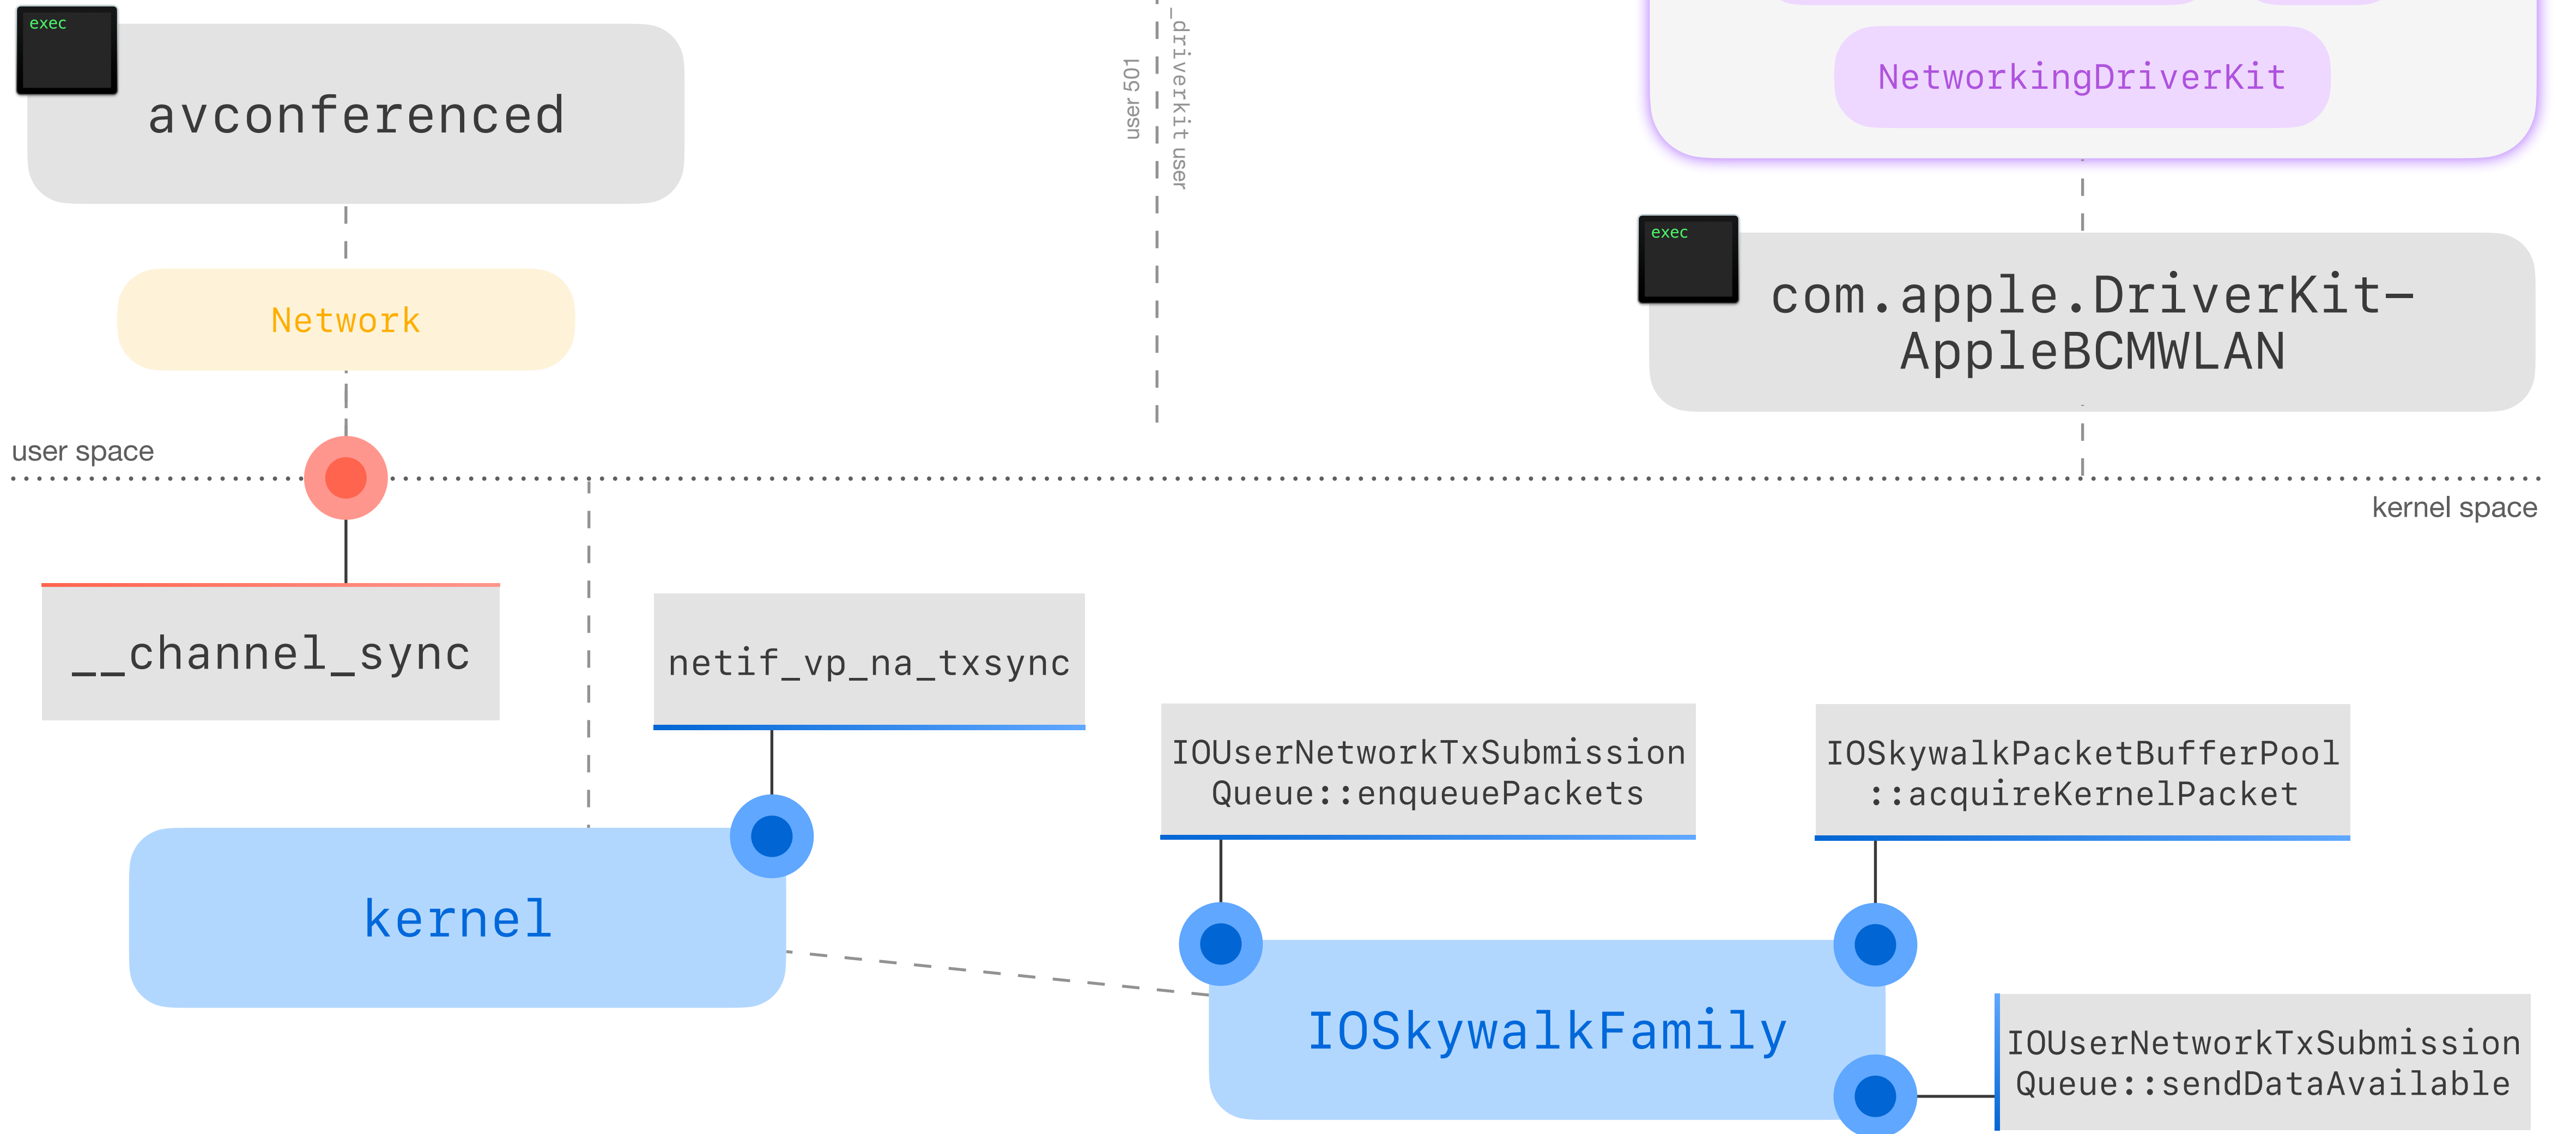 exec
avconferenced
Network
user 501
_driverkit user
NetworkingDriverKit
exec
com.apple.DriverKit-
AppleBCMWLAN
user space
kernel space
__channel_sync
netif_vp_na_txsync
IOUserNetworkTxSubmission
Queue::enqueuePackets
IOSkywalkPacketBufferPool
::acquireKernelPacket
kernel
IOSkywalkFamily
IOUserNetworkTxSubmission
Queue::sendDataAvailable